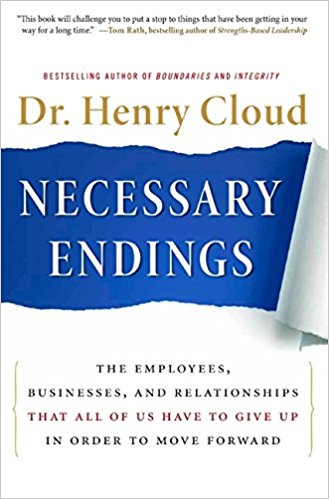 "This book will challenge you to put a stop to things that have been getting in your
way for a long time." —Tom Rath, bestselling author of Strengths-Based Leadership
BESTSELLING AUTHOR OF BOUNDARIES AND INTEGRITY
Dr. Henry Cloud
NECESSARY
ENDINGS
THE EMPLOYEES,
BUSINESSES, AND RELATIONSHIPS
THAT ALL OF US HAVE TO GIVE UP
IN ORDER TO MOVE FORWARD